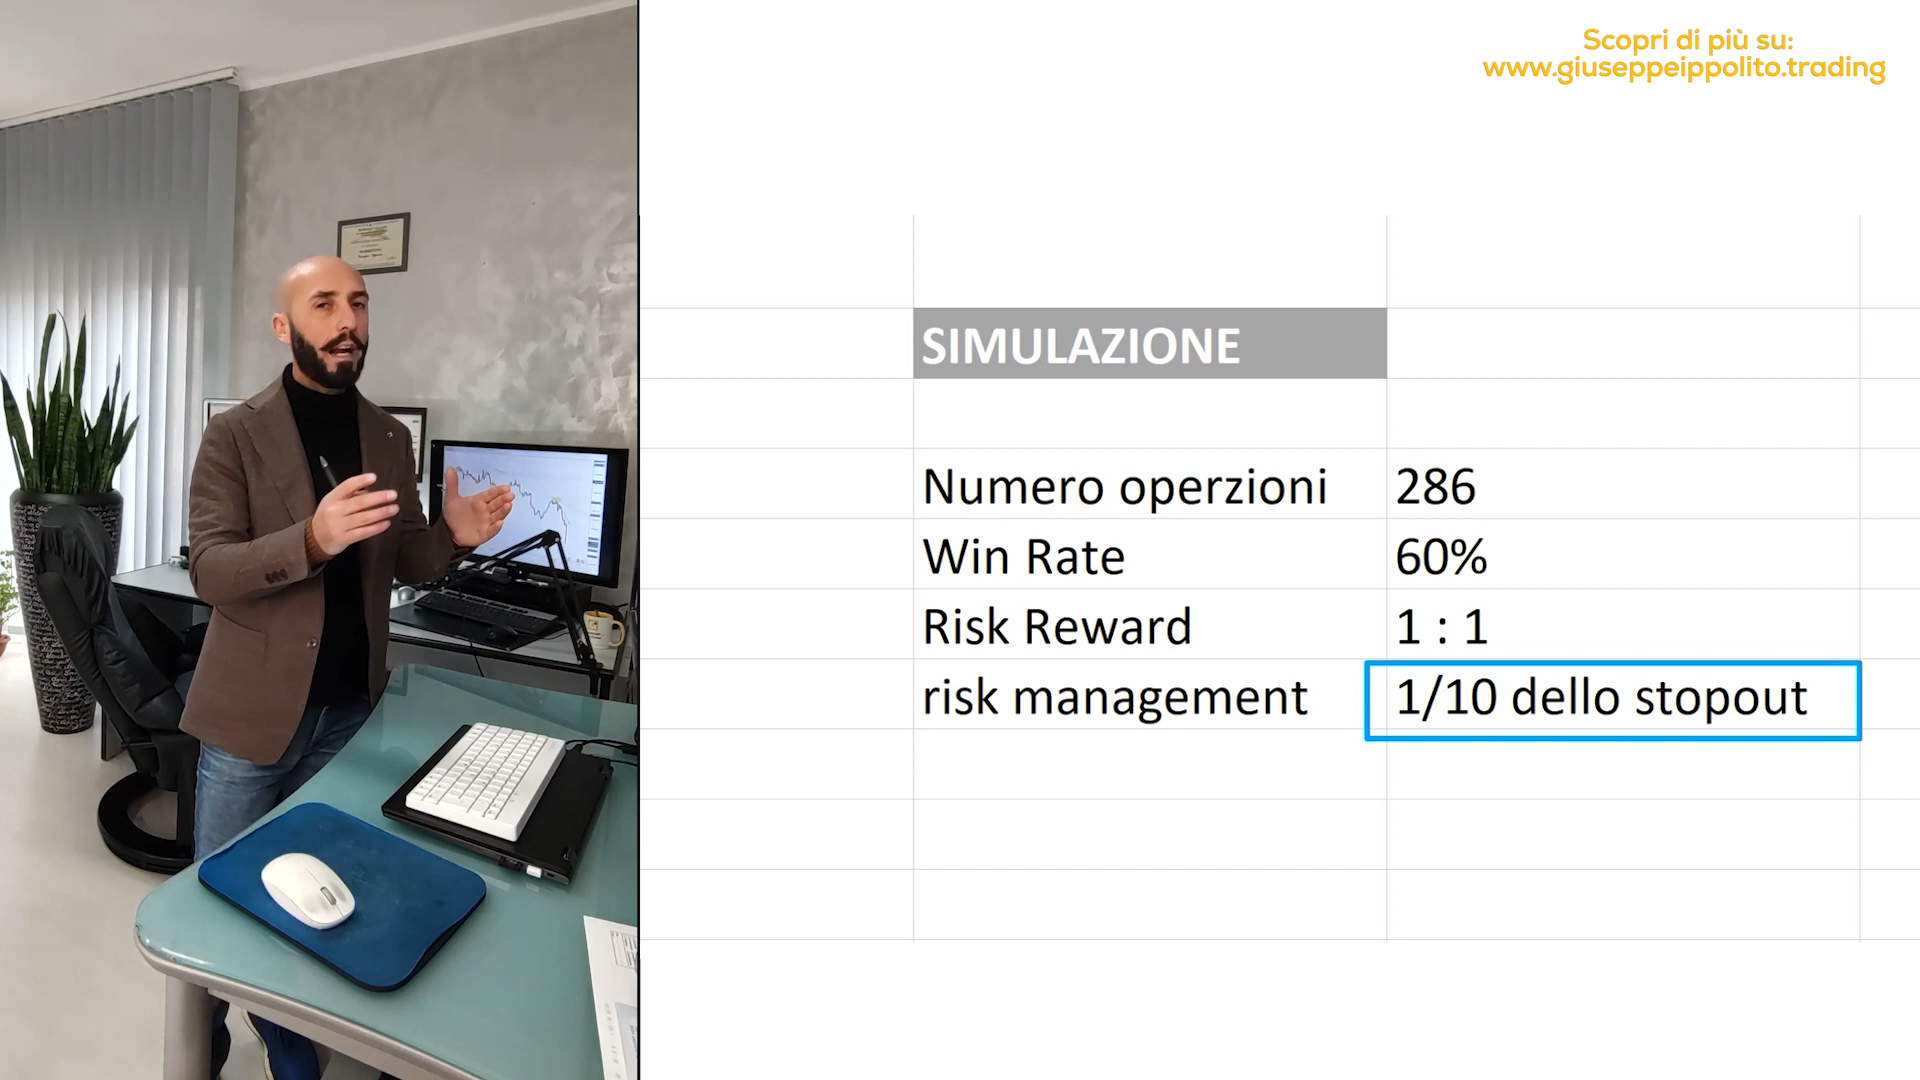 Scopri di più su:
www.giuseppeippolito.trading
SIMULAZIONE
Numero operzioni 286
Win Rate 60%
Risk Reward 1 : 1
risk management 1/10 dello stopout